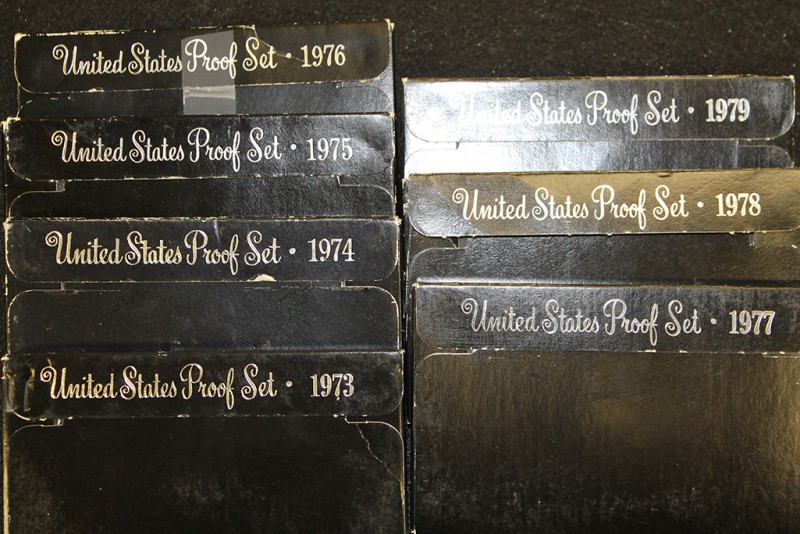 United States Proof Set • 1976
United States Proof Set • 1975
United States Proof Set • 1974
United States Proof Set • 1973
United States Proof Set • 1979
United States Proof Set • 1978
United States Proof Set • 1977